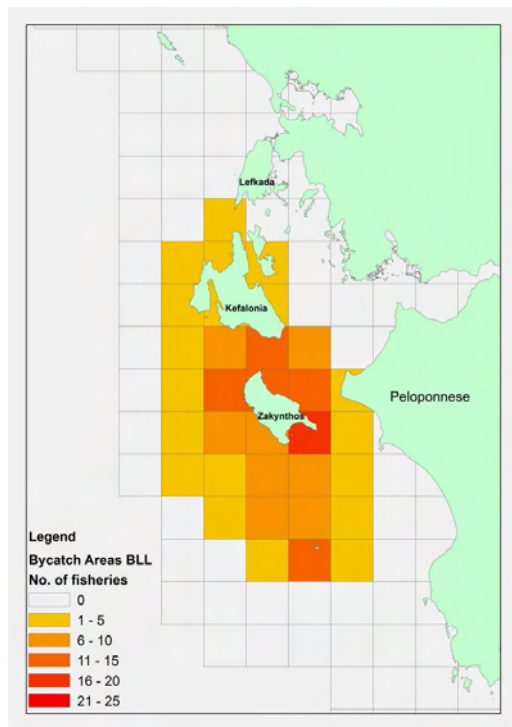 Lefkada
Kefalonia
Peloponnese
Zakynthos
Legend
Bycatch Areas BLL
No. of fisheries
0
1 - 5
6 - 10
11 - 15
16 - 20
21 - 25